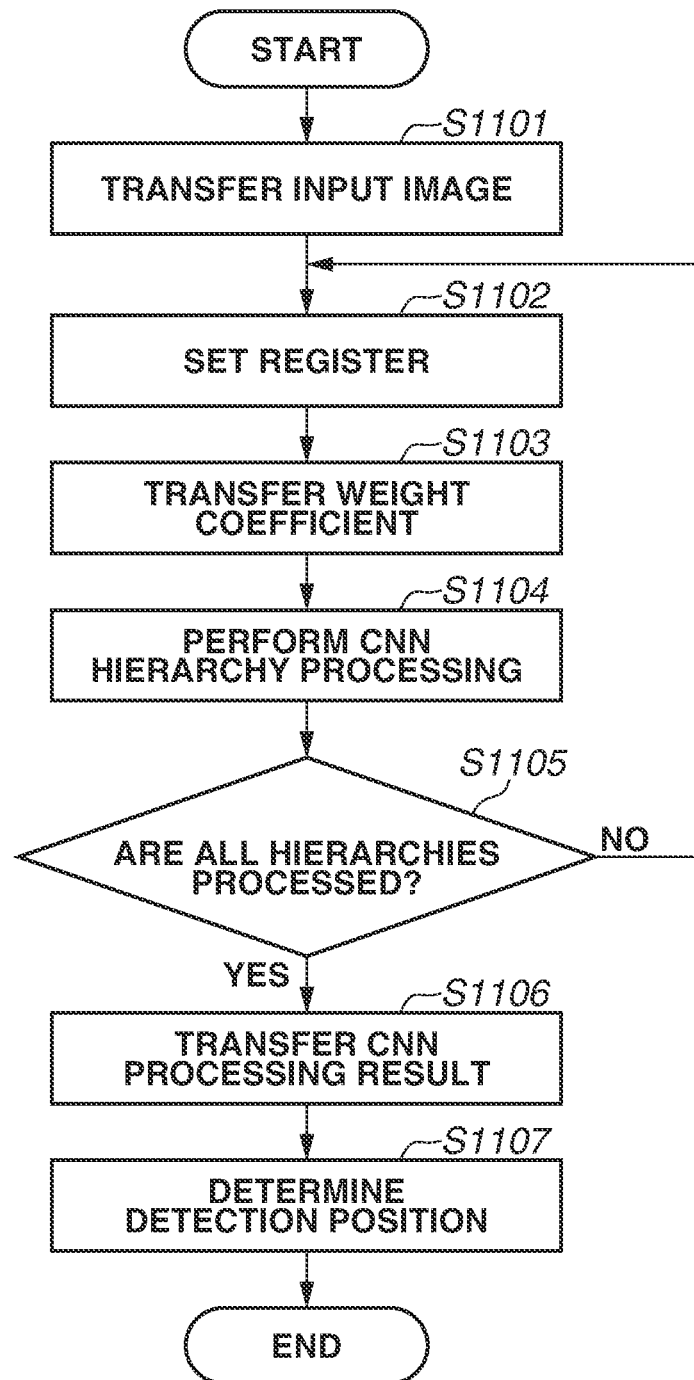 START
S1101
TRANSFER INPUT IMAGE
S1102
SET REGISTER
S1103
TRANSFER WEIGHT
COEFFICIENT
S1104
PERFORM CNN
HIERARCHY PROCESSING
S1105
ARE ALL HIERARCHIES
PROCESSED?
NO
YES
S1106
TRANSFER CNN
PROCESSING RESULT
S1107
DETERMINE
DETECTION POSITION
END